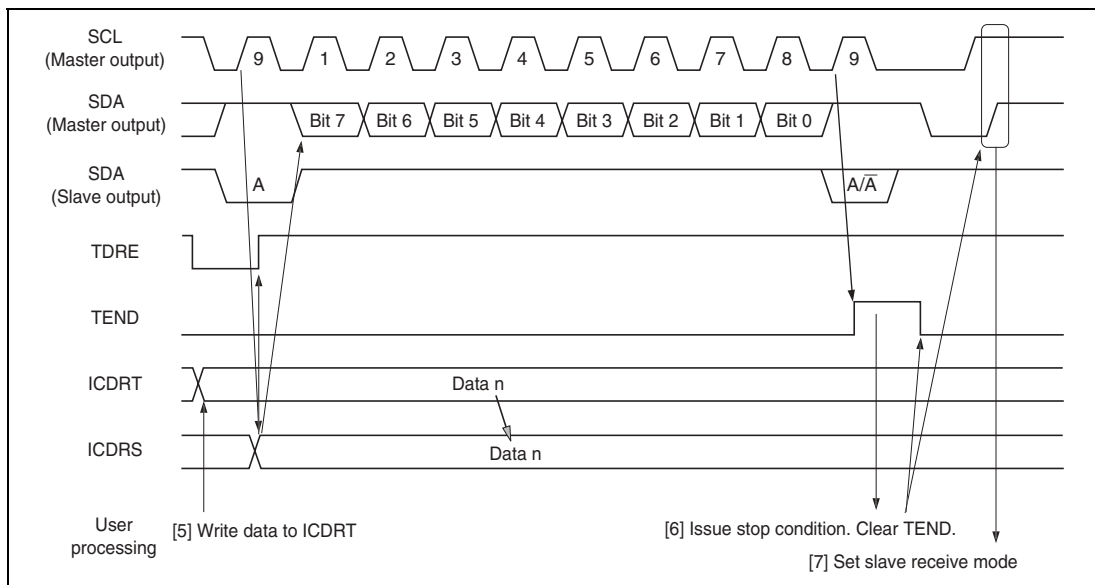 SCL
(Master output)
9 1 2 3 4 5 6 7 8 9
SDA
(Master output)
Bit 7 Bit 6 Bit 5 Bit 4 Bit 3 Bit 2 Bit 1 Bit 0
SDA
(Slave output)
A A/A̅
TDRE
TEND
ICDRT
Data n
ICDRS
Data n
User
processing
[5] Write data to ICDRT
[6] Issue stop condition. Clear TEND.
[7] Set slave receive mode